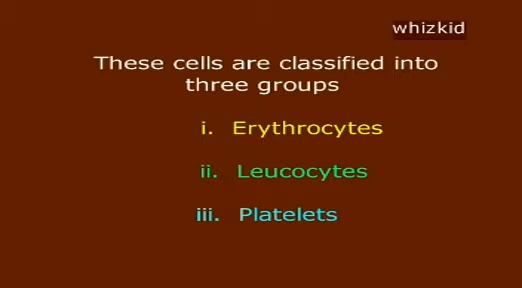 whizkid
These cells are classified into
three groups
i. Erythrocytes
ii. Leucocytes
iii. Platelets